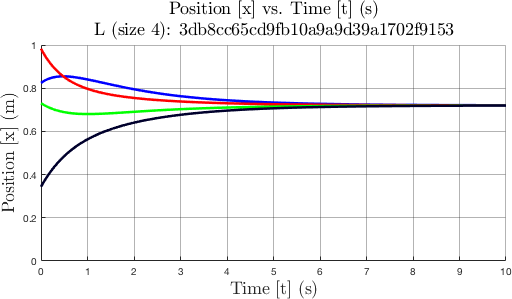 Position [x] vs. Time [t] (s)
L (size 4): 3db8cc65cd9fb10a9a9d39a1702f9153
Position [x] (m)
1
0.8
0.6
0.4
0.2
0
0 1 2 3 4 5 6 7 8 9 10
Time [t] (s)